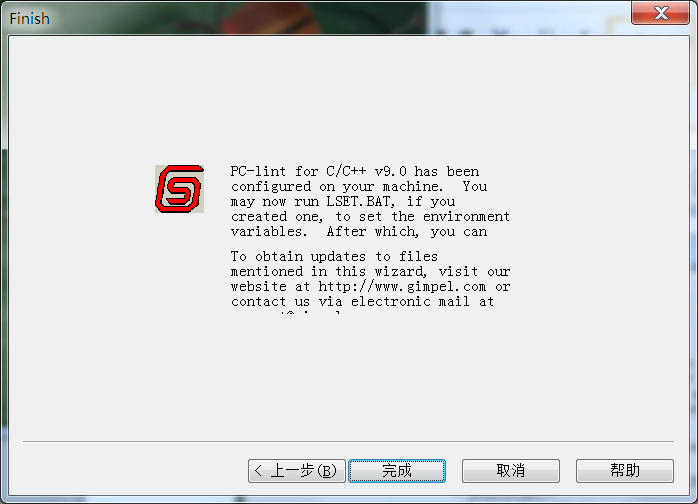 Finish
PC-lint for C/C++ v9.0 has been
configured on your machine.  You
may now run LSET.BAT, if you
created one, to set the environment
variables.  After which, you can
To obtain updates to files
mentioned in this wizard, visit our
website at http://www.gimpel.com or
contact us via electronic mail at
< 上一步(B)
完成
取消
帮助